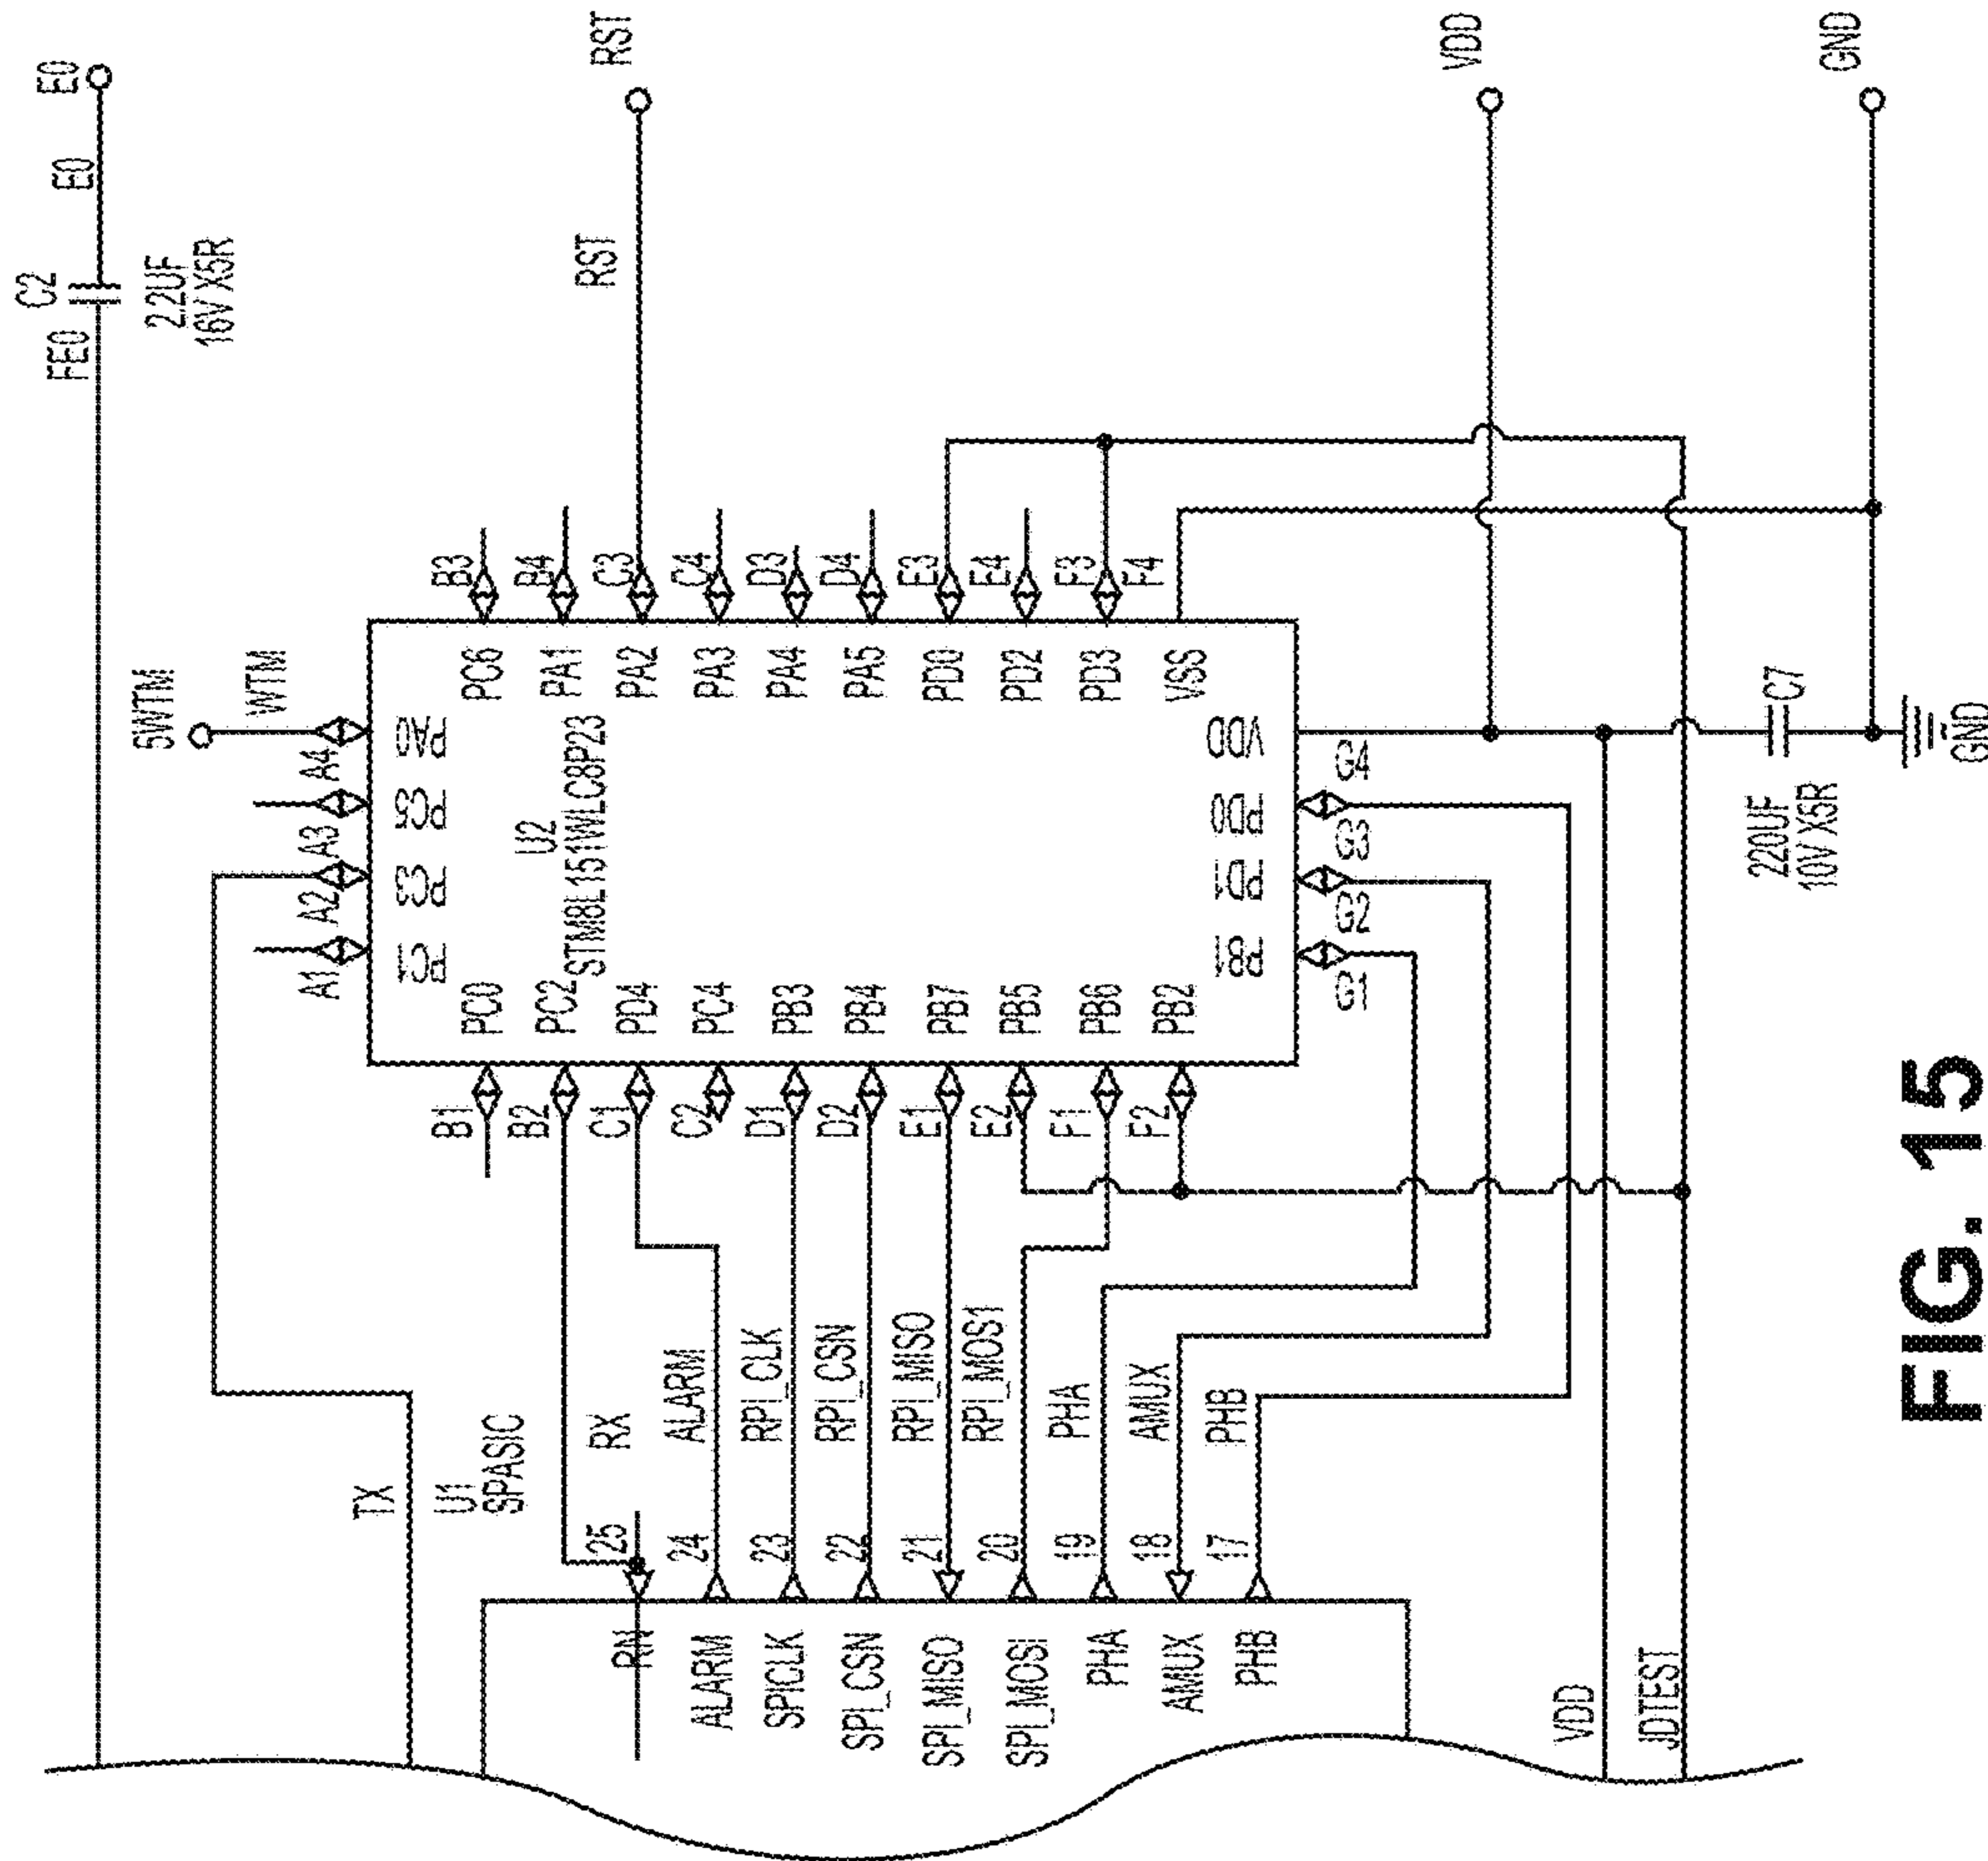 E0
E0
C2
FE0
2.2UF
16V X5R
RST
RST
VDD
GND
5WTM
WTM
A4
A3
A2
A1
PA0
PC5
PC3
PC1
B3
B4
C3
C4
D3
D4
E3
E4
F3
F4
PC6
PA1
PA2
PA3
PA4
PA5
PD0
PD2
PD3
VSS
U2
STM8L151WLC8P23
PC0
PC2
PD4
PC4
PB3
PB4
PB7
PB5
PB6
PB2
VDD
PD0
PD1
PB1
G4
G3
G2
G1
B1
B2
C1
C2
D1
D2
E1
E2
F1
F2
C7
220UF
10V X5R
GND
TX
U1
SPASIC
RX
ALARM
RPI_CLK
RPI_CSN
RPI_MISO
RPI_MOS1
PHA
AMUX
PHB
25
24
23
22
21
20
19
18
17
RN
ALARM
SPICLK
SPI_CSN
SPI_MISO
SPI_MOSI
PHA
AMUX
PHB
VDD
JDTEST
FIG. 15